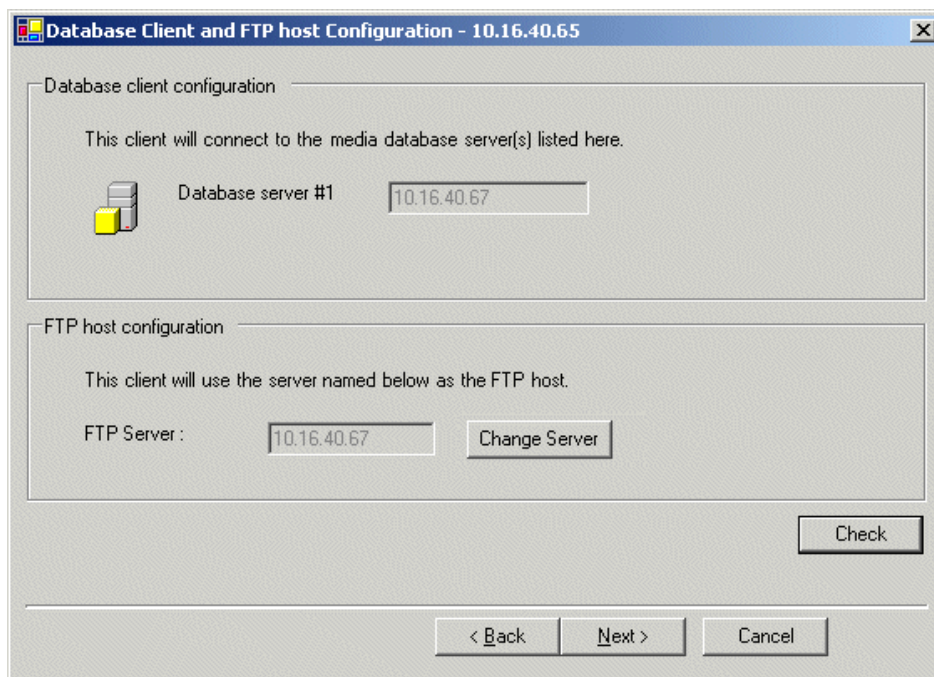 Database Client and FTP host Configuration - 10.16.40.65
Database client configuration
This client will connect to the media database server(s) listed here.
Database server #1 10.16.40.67
FTP host configuration
This client will use the server named below as the FTP host.
FTP Server : 10.16.40.67 Change Server
Check
< Back Next > Cancel